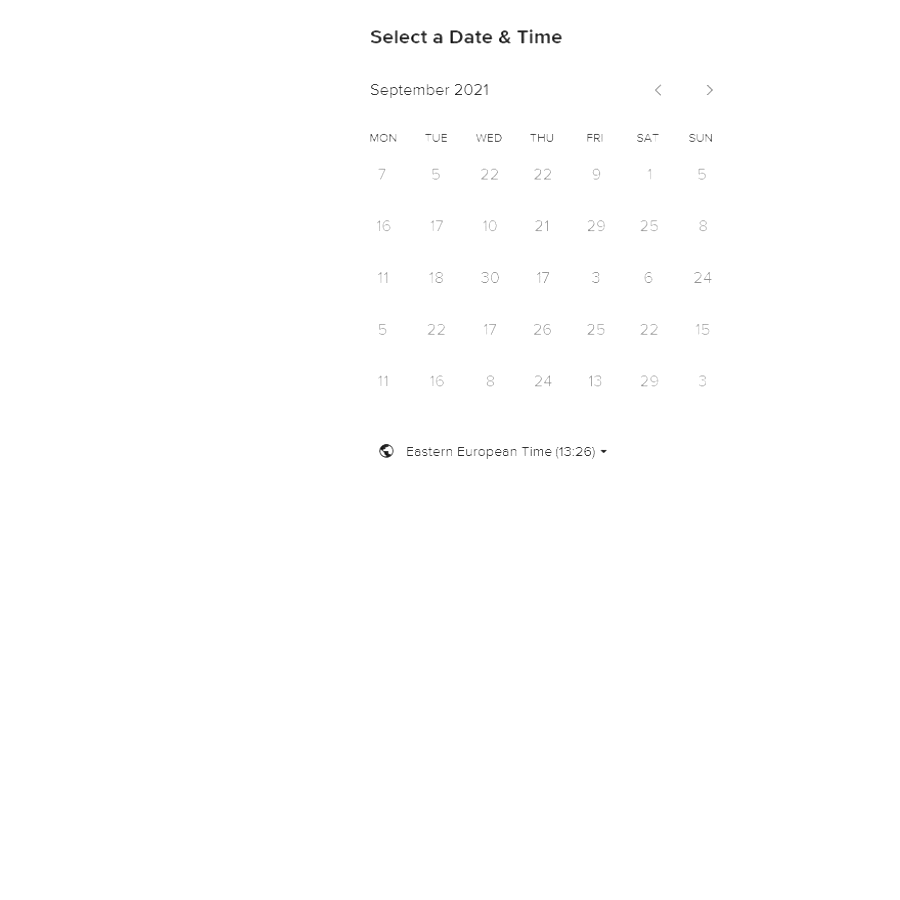 Select a Date & Time
September 2021
MON TUE WED THU FRI SAT SUN
7 5 22 22 9 1 5
16 17 10 21 29 25 8
11 18 30 17 3 6 24
5 22 17 26 25 22 15
11 16 8 24 13 29 3
Eastern European Time (13:26)